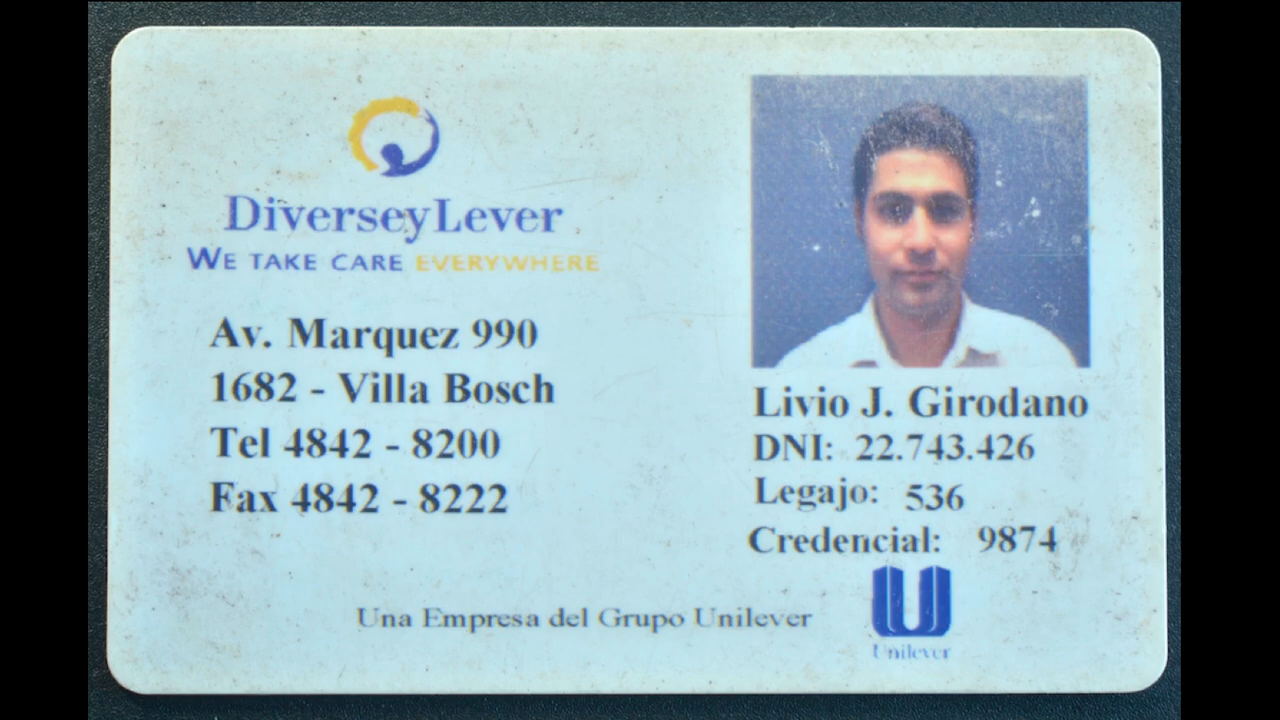 DiverseyLever
WE TAKE CARE EVERYWHERE
Av. Marquez 990
1682 - Villa Bosch
Tel 4842 - 8200
Fax 4842 - 8222
Livio J. Girodano
DNI: 22.743.426
Legajo: 536
Credencial: 9874
Una Empresa del Grupo Unilever
U
Unilever